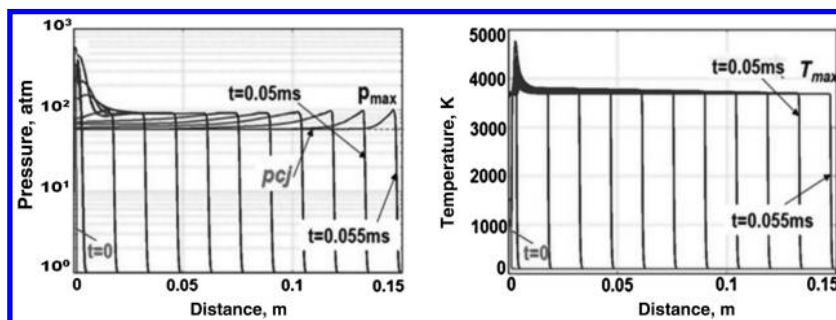 Pressure, atm
10³
10²
10¹
10⁰
t=0.05ms
pmax
pcj
t=0.055ms
t=0
0
0.05
0.1
0.15
Distance, m
Temperature, K
5000
4000
3000
2000
1000
0
t=0.05ms
Tmax
t=0.055ms
t=0
0
0.05
0.1
0.15
Distance, m